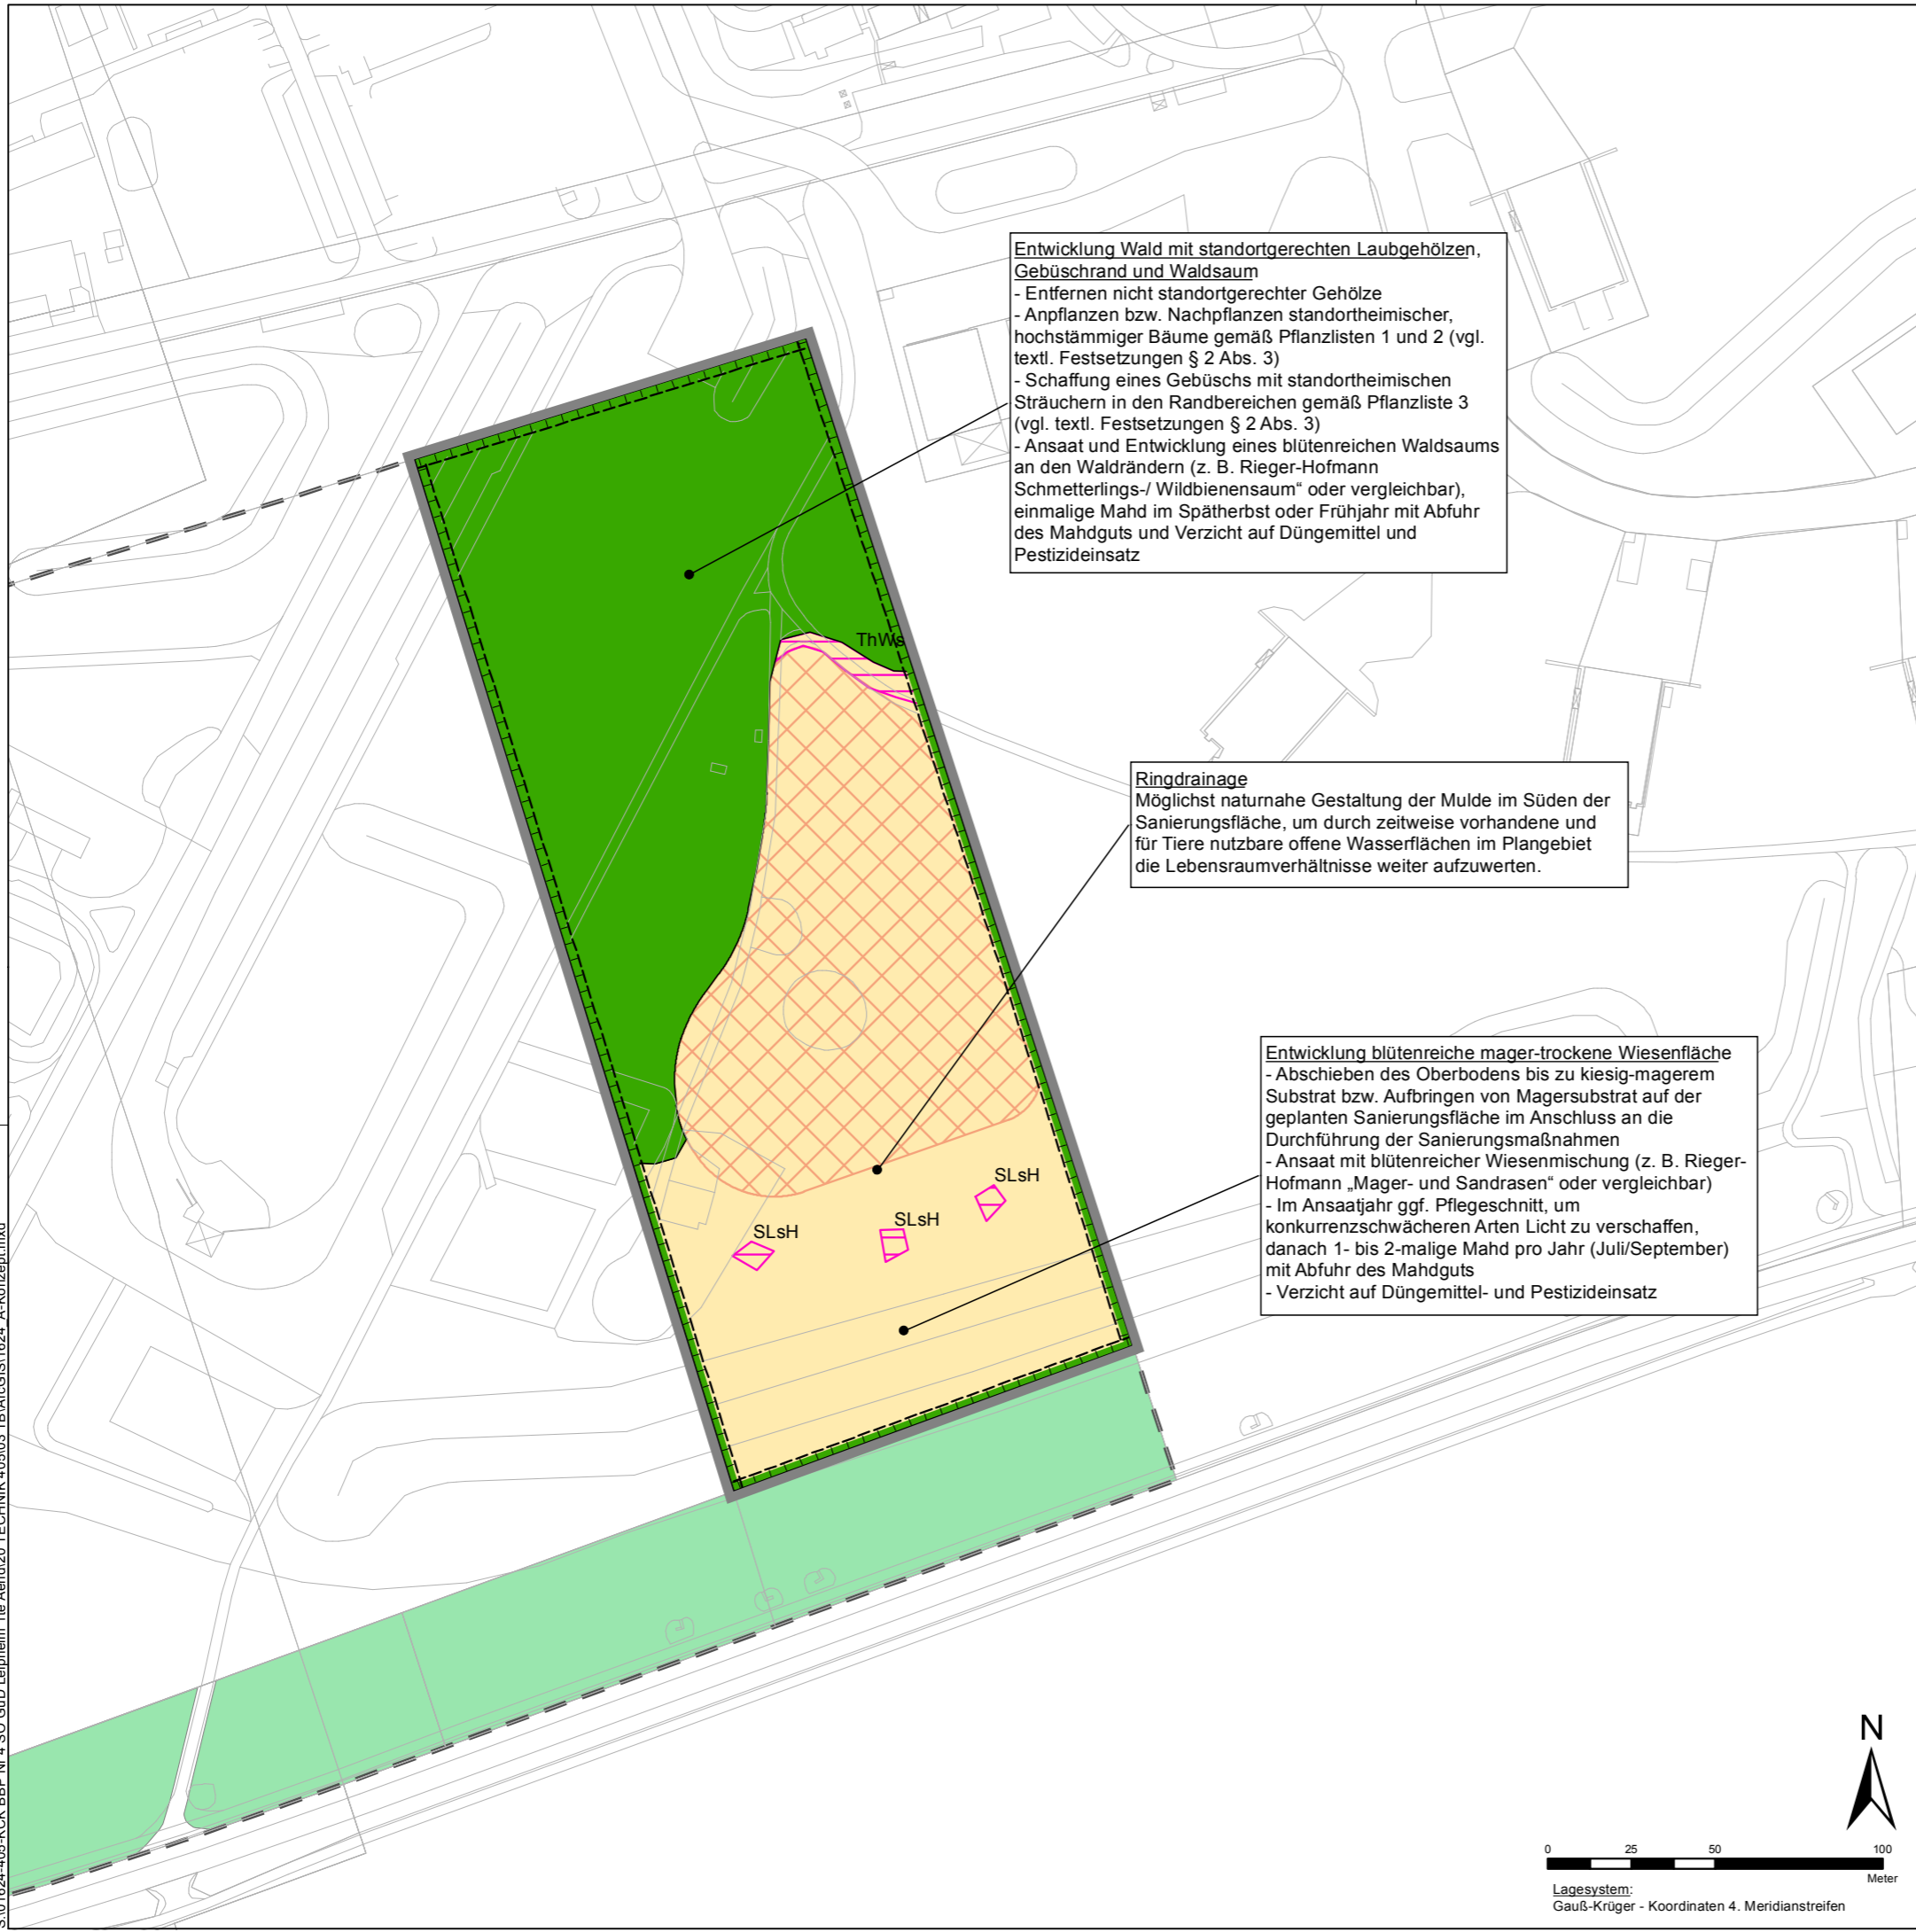 Entwicklung Wald mit standortgerechten Laubgehölzen,
Gebüschrand und Waldsaum
- Entfernen nicht standortgerechter Gehölze
- Anpflanzen bzw. Nachpflanzen standortheimischer,
hochstämmiger Bäume gemäß Pflanzlisten 1 und 2 (vgl.
textl. Festsetzungen § 2 Abs. 3)
- Schaffung eines Gebüschs mit standortheimischen
Sträuchern in den Randbereichen gemäß Pflanzliste 3
(vgl. textl. Festsetzungen § 2 Abs. 3)
- Ansaat und Entwicklung eines blütenreichen Waldsaums
an den Waldrändern (z. B. Rieger-Hofmann
Schmetterlings-/ Wildbienensaum“ oder vergleichbar),
einmalige Mahd im Spätherbst oder Frühjahr mit Abfuhr
des Mahdguts und Verzicht auf Düngemittel und
Pestizideinsatz
ThWs
Ringdrainage
Möglichst naturnahe Gestaltung der Mulde im Süden der
Sanierungsfläche, um durch zeitweise vorhandene und
für Tiere nutzbare offene Wasserflächen im Plangebiet
die Lebensraumverhältnisse weiter aufzuwerten.
Entwicklung blütenreiche mager-trockene Wiesenfläche
- Abschieben des Oberbodens bis zu kiesig-magerem
Substrat bzw. Aufbringen von Magersubstrat auf der
geplanten Sanierungsfläche im Anschluss an die
Durchführung der Sanierungsmaßnahmen
- Ansaat mit blütenreicher Wiesenmischung (z. B. Rieger-
Hofmann „Mager- und Sandrasen“ oder vergleichbar)
- Im Ansaatjahr ggf. Pflegeschnitt, um
konkurrenzschwächeren Arten Licht zu verschaffen,
danach 1- bis 2-malige Mahd pro Jahr (Juli/September)
mit Abfuhr des Mahdguts
- Verzicht auf Düngemittel- und Pestizideinsatz
SLsH
SLsH
SLsH
N
0 25 50 100
Meter
Lagesystem:
Gauß-Krüger - Koordinaten 4. Meridianstreifen